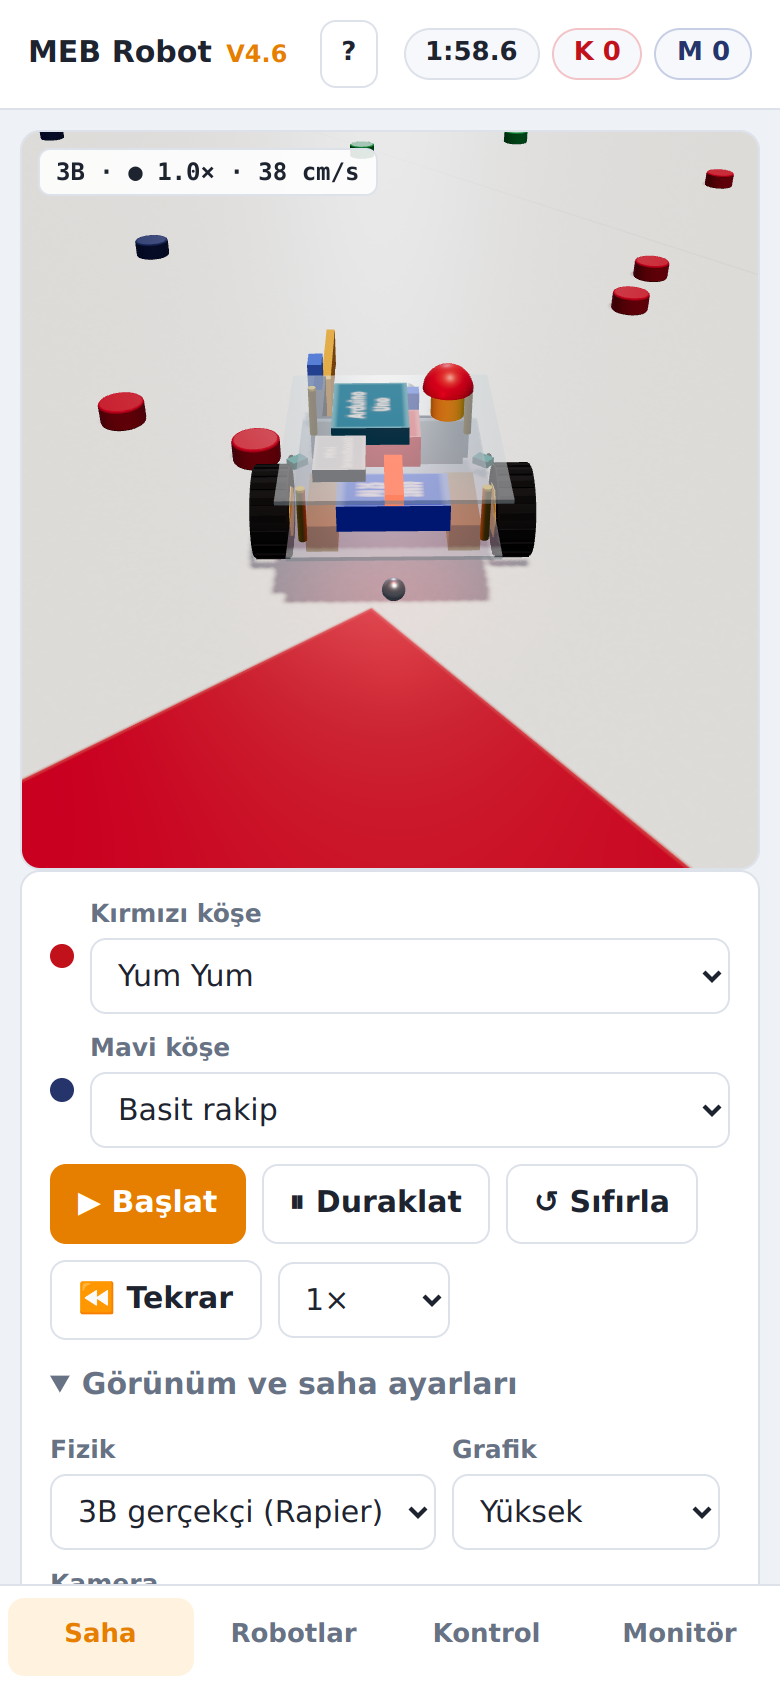 MEB Robot V4.6 ? 1:58.6 K 0 M 0
3B · ● 1.0× · 38 cm/s
Arduino
Uno
Kırmızı köşe
Yum Yum
Mavi köşe
Basit rakip
▶ Başlat ⏸ Duraklat ↺ Sıfırla
⏪ Tekrar 1×
▼ Görünüm ve saha ayarları
Fizik Grafik
3B gerçekçi (Rapier) Yüksek
Kamera
Saha Robotlar Kontrol Monitör